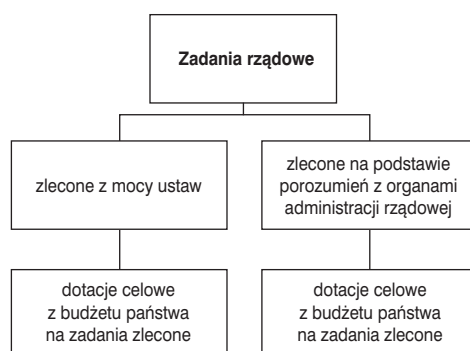 Zadania rządowe
zlecone z mocy ustaw
zlecone na podstawie
porozumień z organami
administracji rządowej
dotacje celowe
z budżetu państwa
na zadania zlecone
dotacje celowe
z budżetu państwa
na zadania zlecone